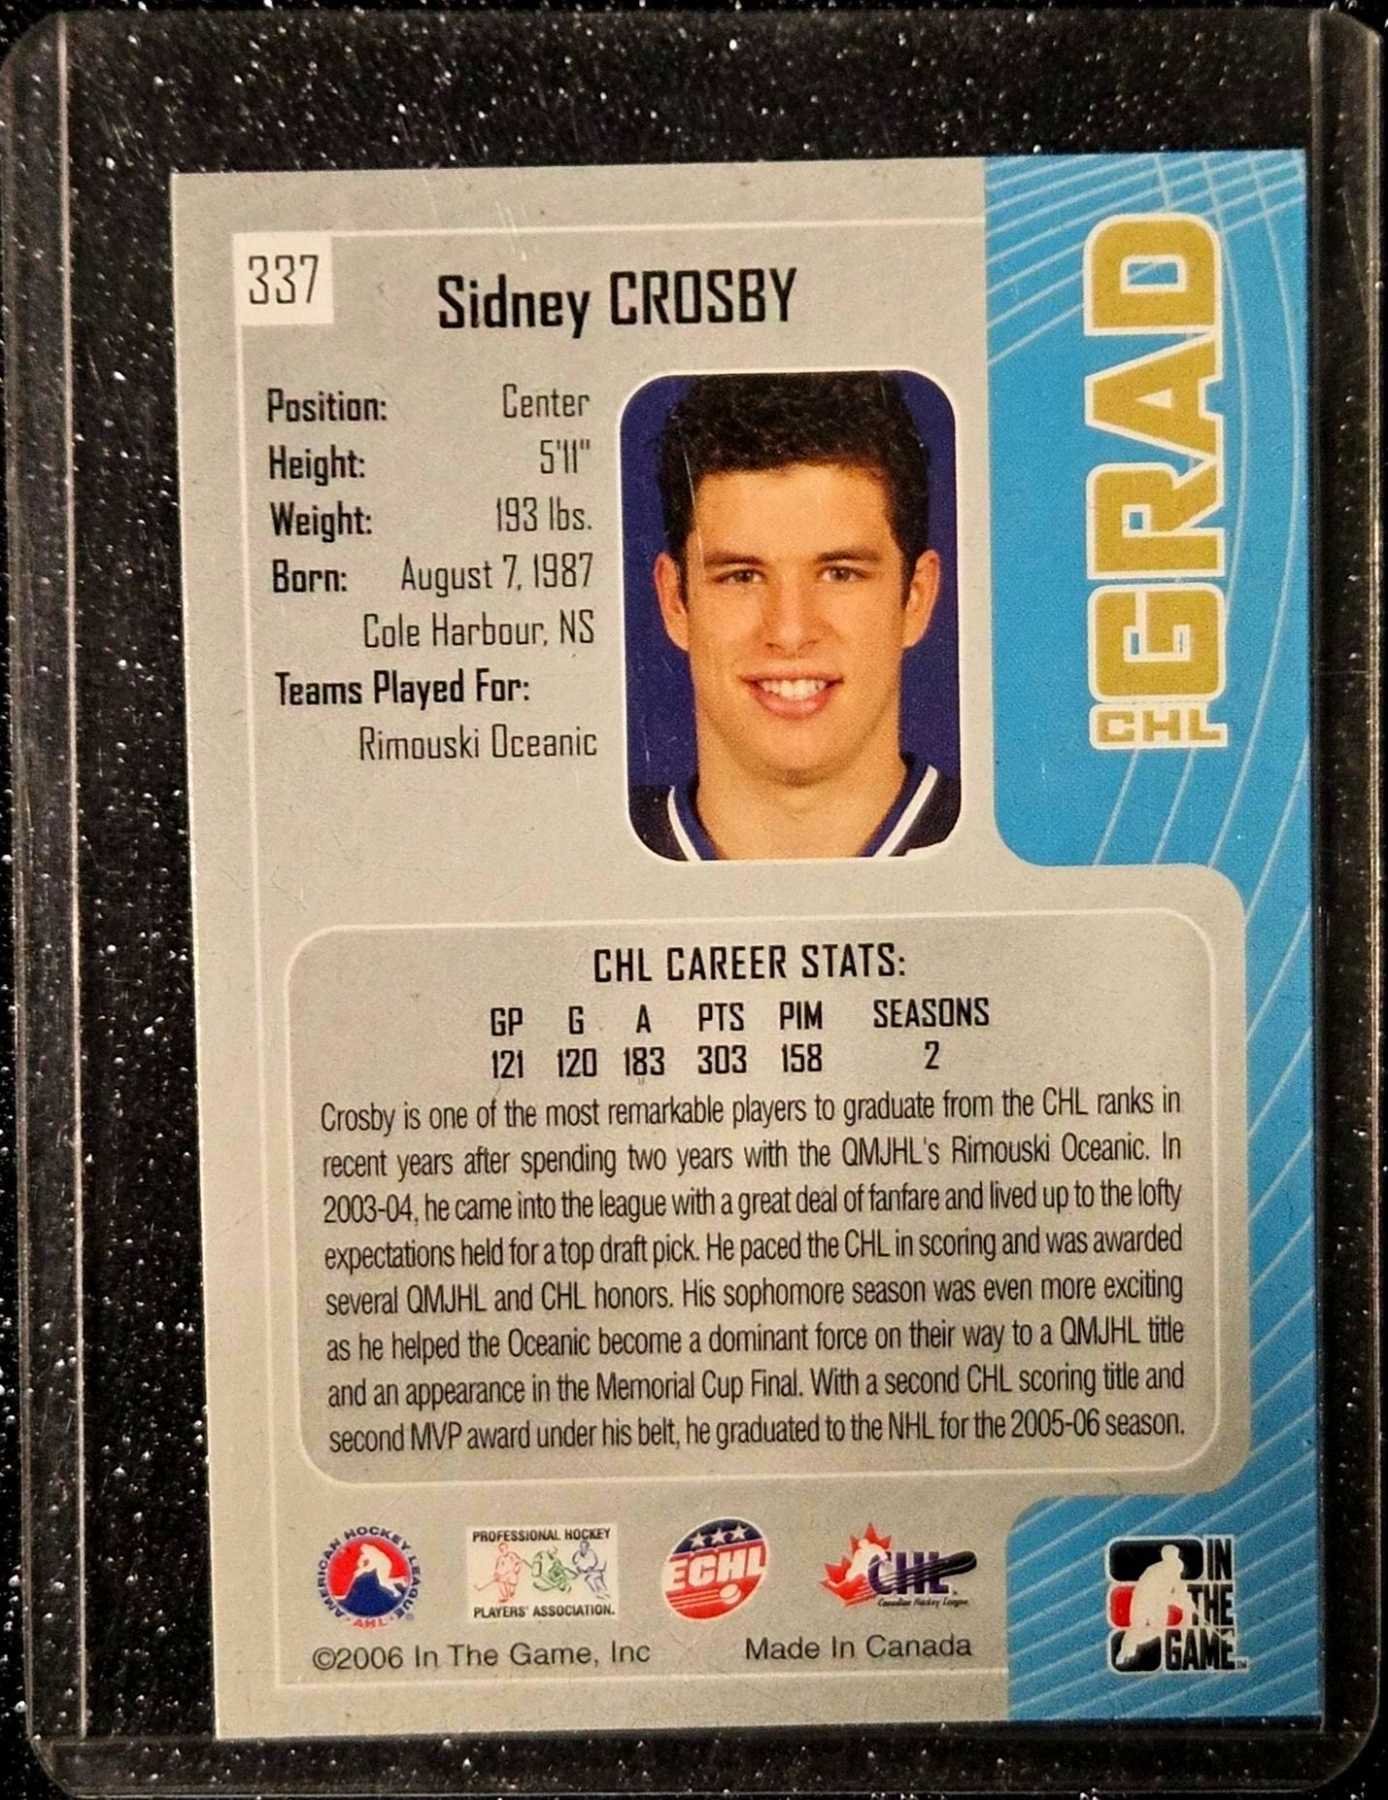 337
Sidney CROSBY
Position: Center
Height: 5'11"
Weight: 193 lbs.
Born: August 7, 1987
Cole Harbour, NS
Teams Played For:
Rimouski Oceanic
CHL GRAD
CHL CAREER STATS:
GP G A PTS PIM SEASONS
121 120 183 303 158 2
Crosby is one of the most remarkable players to graduate from the CHL ranks in
recent years after spending two years with the QMJHL's Rimouski Oceanic. In
2003-04, he came into the league with a great deal of fanfare and lived up to the lofty
expectations held for a top draft pick. He paced the CHL in scoring and was awarded
several QMJHL and CHL honors. His sophomore season was even more exciting
as he helped the Oceanic become a dominant force on their way to a QMJHL title
and an appearance in the Memorial Cup Final. With a second CHL scoring title and
second MVP award under his belt, he graduated to the NHL for the 2005-06 season.
AMERICAN HOCKEY LEAGUE
AHL
®
PROFESSIONAL HOCKEY
PLAYERS' ASSOCIATION.
ECHL
CHL
Canadian Hockey League
IN
THE
GAME™
©2006 In The Game, Inc Made In Canada